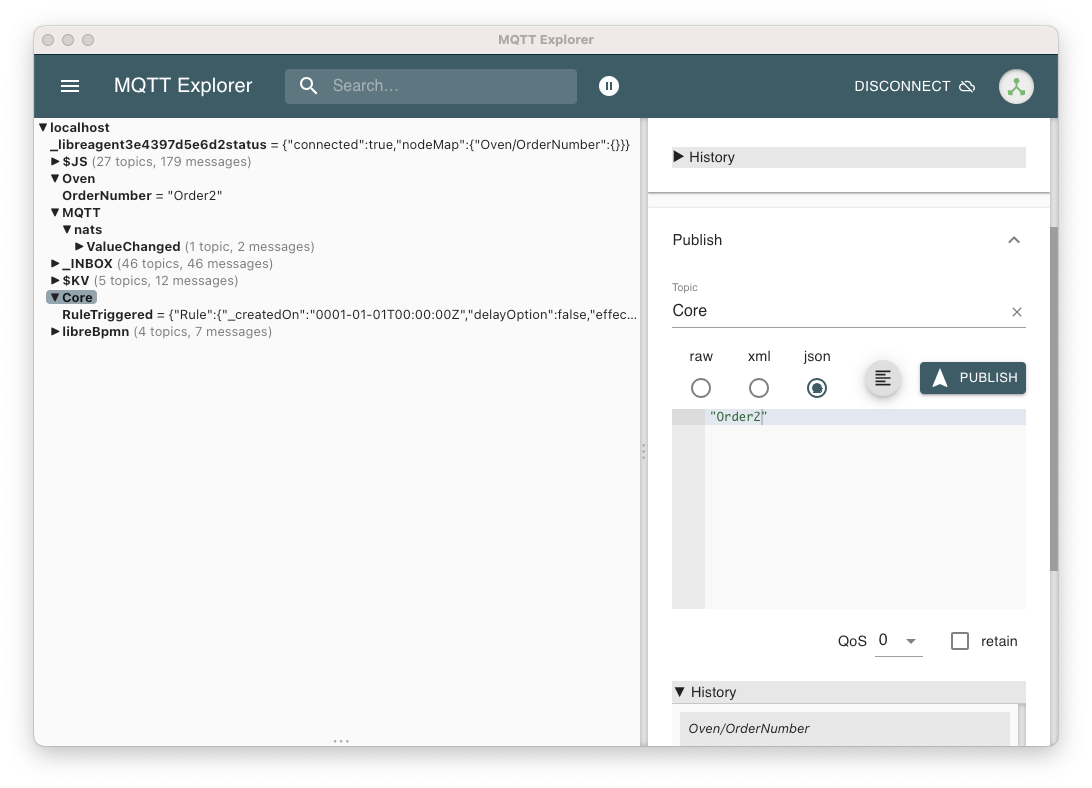 MQTT Explorer
MQTT Explorer
Search...
DISCONNECT
▼ localhost
_libreagent3e4397d5e6d2status = {"connected":true,"nodeMap":{"Oven/OrderNumber":{}}}
▶ $JS (27 topics, 179 messages)
▼ Oven
OrderNumber = "Order2"
▼ MQTT
▼ nats
▶ ValueChanged (1 topic, 2 messages)
▶ _INBOX (46 topics, 46 messages)
▶ $KV (5 topics, 12 messages)
▼ Core
RuleTriggered = {"Rule":{"_createdOn":"0001-01-01T00:00:00Z","delayOption":false,"effec...
▶ libreBpmn (4 topics, 7 messages)
▶ History
Publish
Topic
Core
raw xml json
PUBLISH
"Order2"
QoS 0 retain
▼ History
Oven/OrderNumber